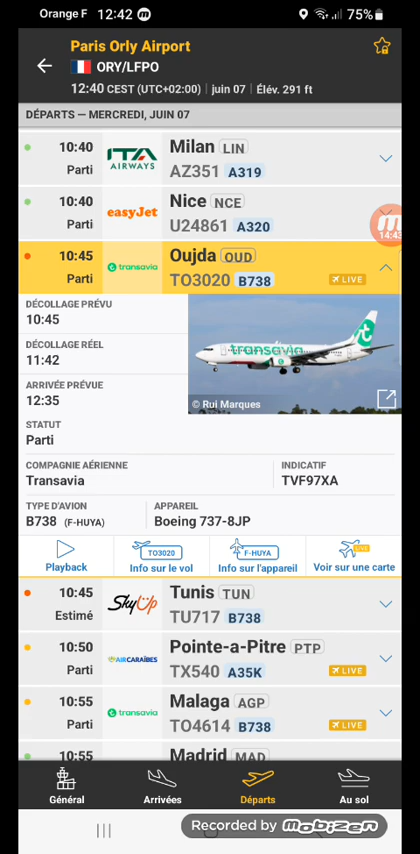 Orange F 12:42 m 75%
Paris Orly Airport
ORY/LFPO
12:40 CEST (UTC+02:00) | juin 07 | Élév. 291 ft
DÉPARTS — MERCREDI, JUIN 07
10:40 ITA AIRWAYS Milan LIN
Parti AZ351 A319
10:40 easyJet Nice NCE
Parti U24861 A320
14:43
10:45 transavia Oujda OUD
Parti TO3020 B738 LIVE
DÉCOLLAGE PRÉVU
10:45
DÉCOLLAGE RÉEL
11:42
ARRIVÉE PRÉVUE
12:35
transavia
© Rui Marques
STATUT
Parti
COMPAGNIE AÉRIENNE INDICATIF
Transavia TVF97XA
TYPE D'AVION APPAREIL
B738 (F-HUYA) Boeing 737-8JP
TO3020 F-HUYA LIVE
Playback Info sur le vol Info sur l'appareil Voir sur une carte
10:45 SkyUp Tunis TUN
Estimé TU717 B738
10:50 AIRCARAÏBES Pointe-a-Pitre PTP
Parti TX540 A35K LIVE
10:55 transavia Malaga AGP
Parti TO4614 B738 LIVE
10:55 Madrid MAD
Général Arrivées Départs Au sol
Recorded by mobizen